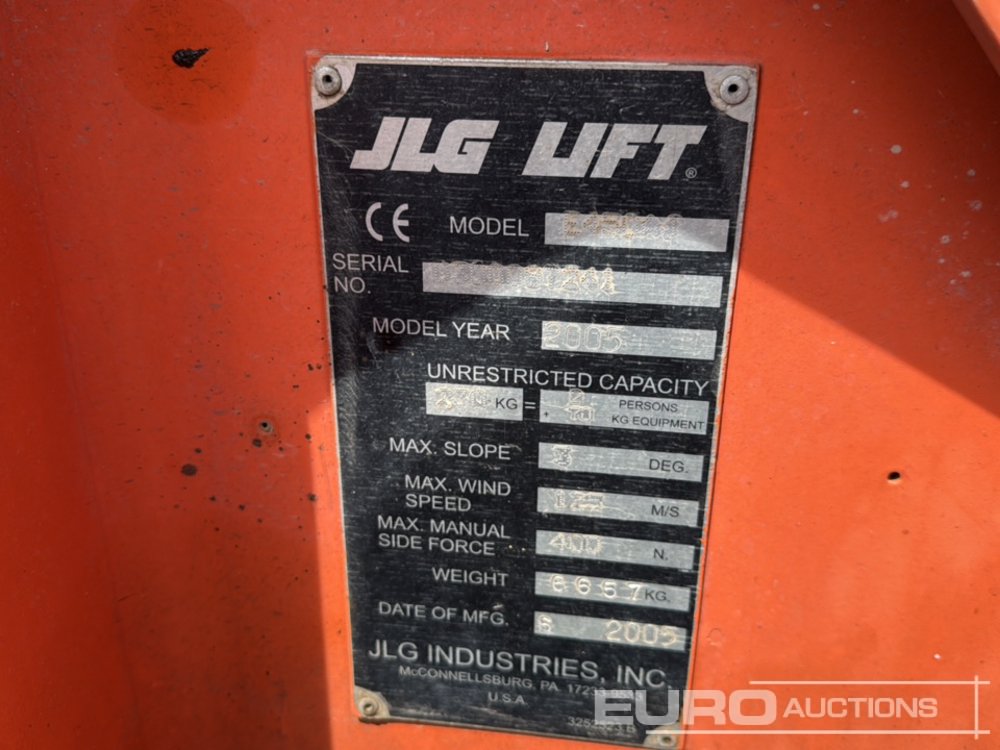 JLG LIFT®
CE MODEL
SERIAL NO.
MODEL YEAR 2005
UNRESTRICTED CAPACITY
KG = 2 PERSONS
+ KG EQUIPMENT
MAX. SLOPE 3 DEG.
MAX. WIND SPEED M/S
MAX. MANUAL SIDE FORCE 400 N.
WEIGHT 6657 KG.
DATE OF MFG. 2005
JLG INDUSTRIES, INC.
McCONNELLSBURG, PA.
U.S.A.
EURO AUCTIONS